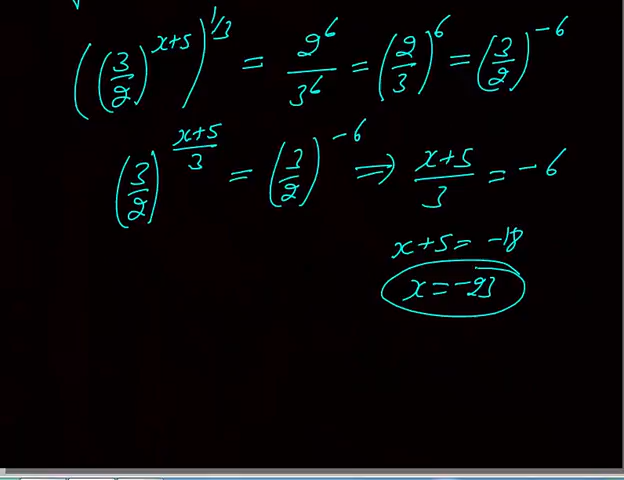 ((3/2)^(x+5))^(1/3) = 2^6/3^6 = (2/3)^6 = (3/2)^(-6)
(3/2)^((x+5)/3) = (3/2)^(-6) ⇒ (x+5)/3 = -6
x+5 = -18
x = -23